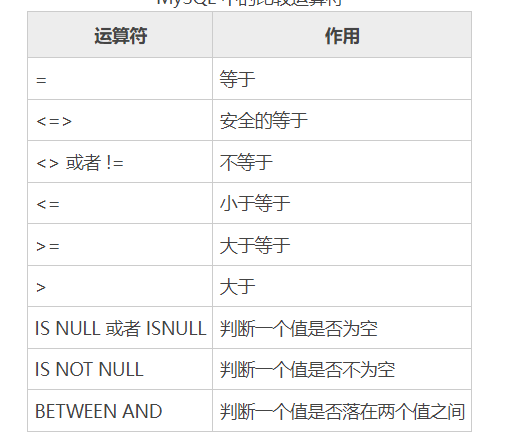 MySQL 中的比较运算符
运算符 作用
= 等于
<=> 安全的等于
<> 或者 != 不等于
<= 小于等于
>= 大于等于
> 大于
IS NULL 或者 ISNULL 判断一个值是否为空
IS NOT NULL 判断一个值是否不为空
BETWEEN AND 判断一个值是否落在两个值之间